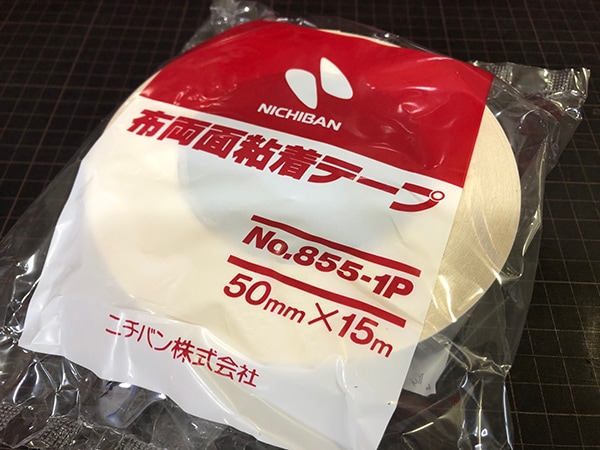 NICHIBAN
布両面粘着テープ
No.855-1P
50mm×15m
ニチバン株式会社